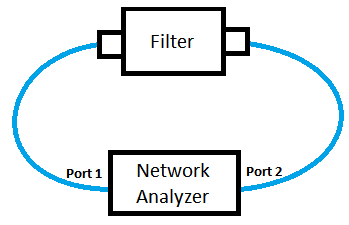 Filter
Port 1
Network
Analyzer
Port 2